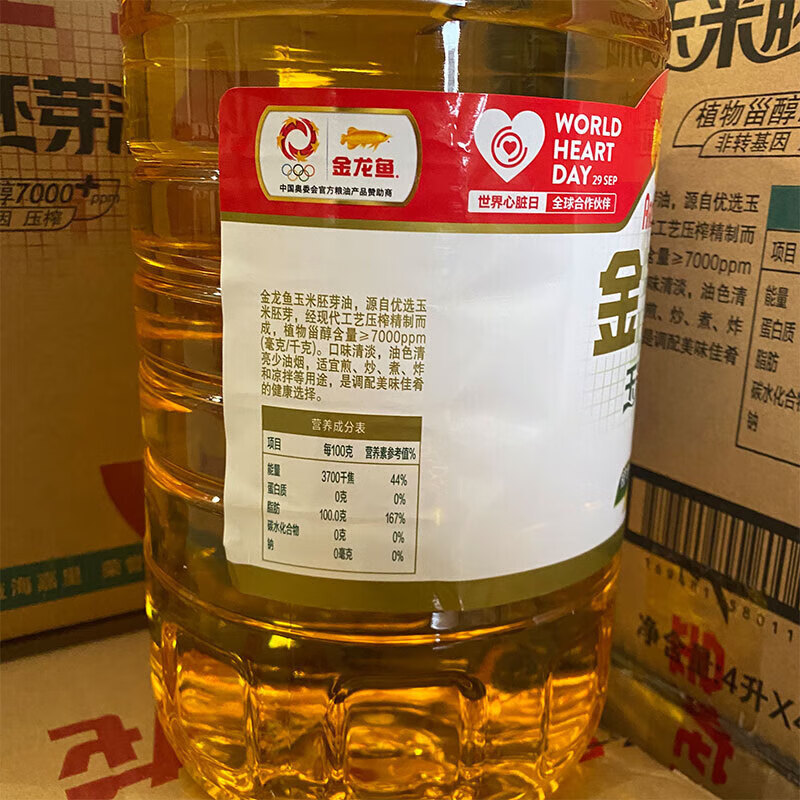 金龙鱼
中国奥委会官方粮油产品赞助商
WORLD
HEART
DAY 29 SEP
世界心脏日 全球合作伙伴
金龙鱼玉米胚芽油，源自优选玉
米胚芽，经现代工艺压榨精制而
成，植物甾醇含量≥7000ppm
(毫克/千克)。口味清淡，油色清
亮少油烟，适宜煎、炒、煮、炸
和凉拌等用途，是调配美味佳肴
的健康选择。
营养成分表
项目 每100克 营养素参考值%
能量 3700千焦 44%
蛋白质 0克 0%
脂肪 100.0克 167%
碳水化合物 0克 0%
钠 0毫克 0%
金
胚芽
醇7000+ppm
因 压榨
海嘉里
米胚
植物甾醇
非转基因
油，源自优选玉
工艺压榨精制而
含量≥7000ppm
味清淡，油色清
煎、炒、煮、炸
是调配美味佳肴
项目
能量
蛋白质
脂肪
碳水化合物
钠
净含量:4升X4